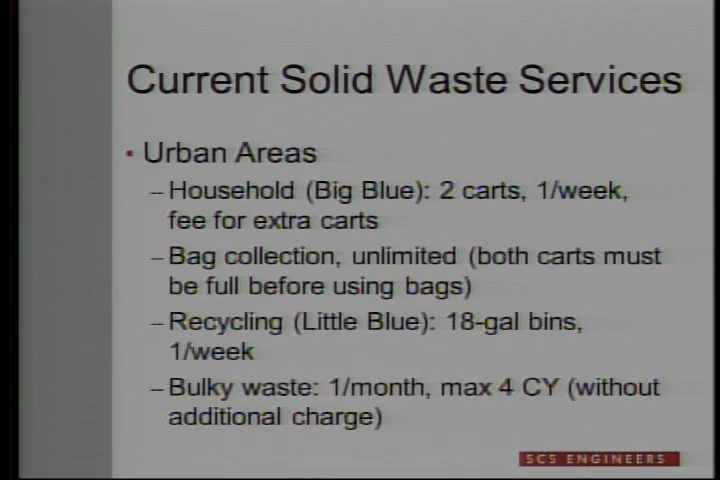 Current Solid Waste Services
• Urban Areas
– Household (Big Blue): 2 carts, 1/week,
fee for extra carts
– Bag collection, unlimited (both carts must
be full before using bags)
– Recycling (Little Blue): 18-gal bins,
1/week
– Bulky waste: 1/month, max 4 CY (without
additional charge)
SCS ENGINEERS